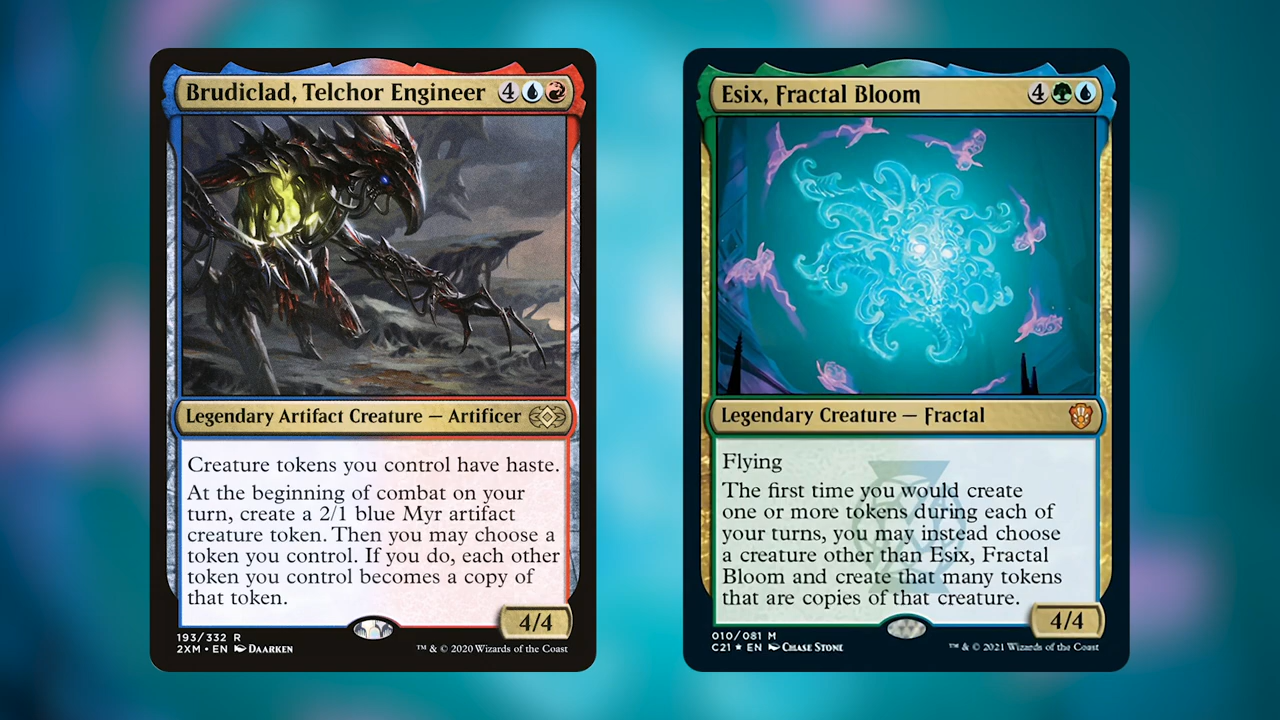 Brudiclad, Telchor Engineer 4
Legendary Artifact Creature — Artificer
Creature tokens you control have haste.
At the beginning of combat on your
turn, create a 2/1 blue Myr artifact
creature token. Then you may choose a
token you control. If you do, each other
token you control becomes a copy of
that token.
4/4
193/332 R
2XM • EN DAARKEN
™ & © 2020 Wizards of the Coast
Esix, Fractal Bloom 4
Legendary Creature — Fractal
Flying
The first time you would create
one or more tokens during each of
your turns, you may instead choose
a creature other than Esix, Fractal
Bloom and create that many tokens
that are copies of that creature.
4/4
010/081 M
C21 ★ EN CHASE STONE
™ & © 2021 Wizards of the Coast